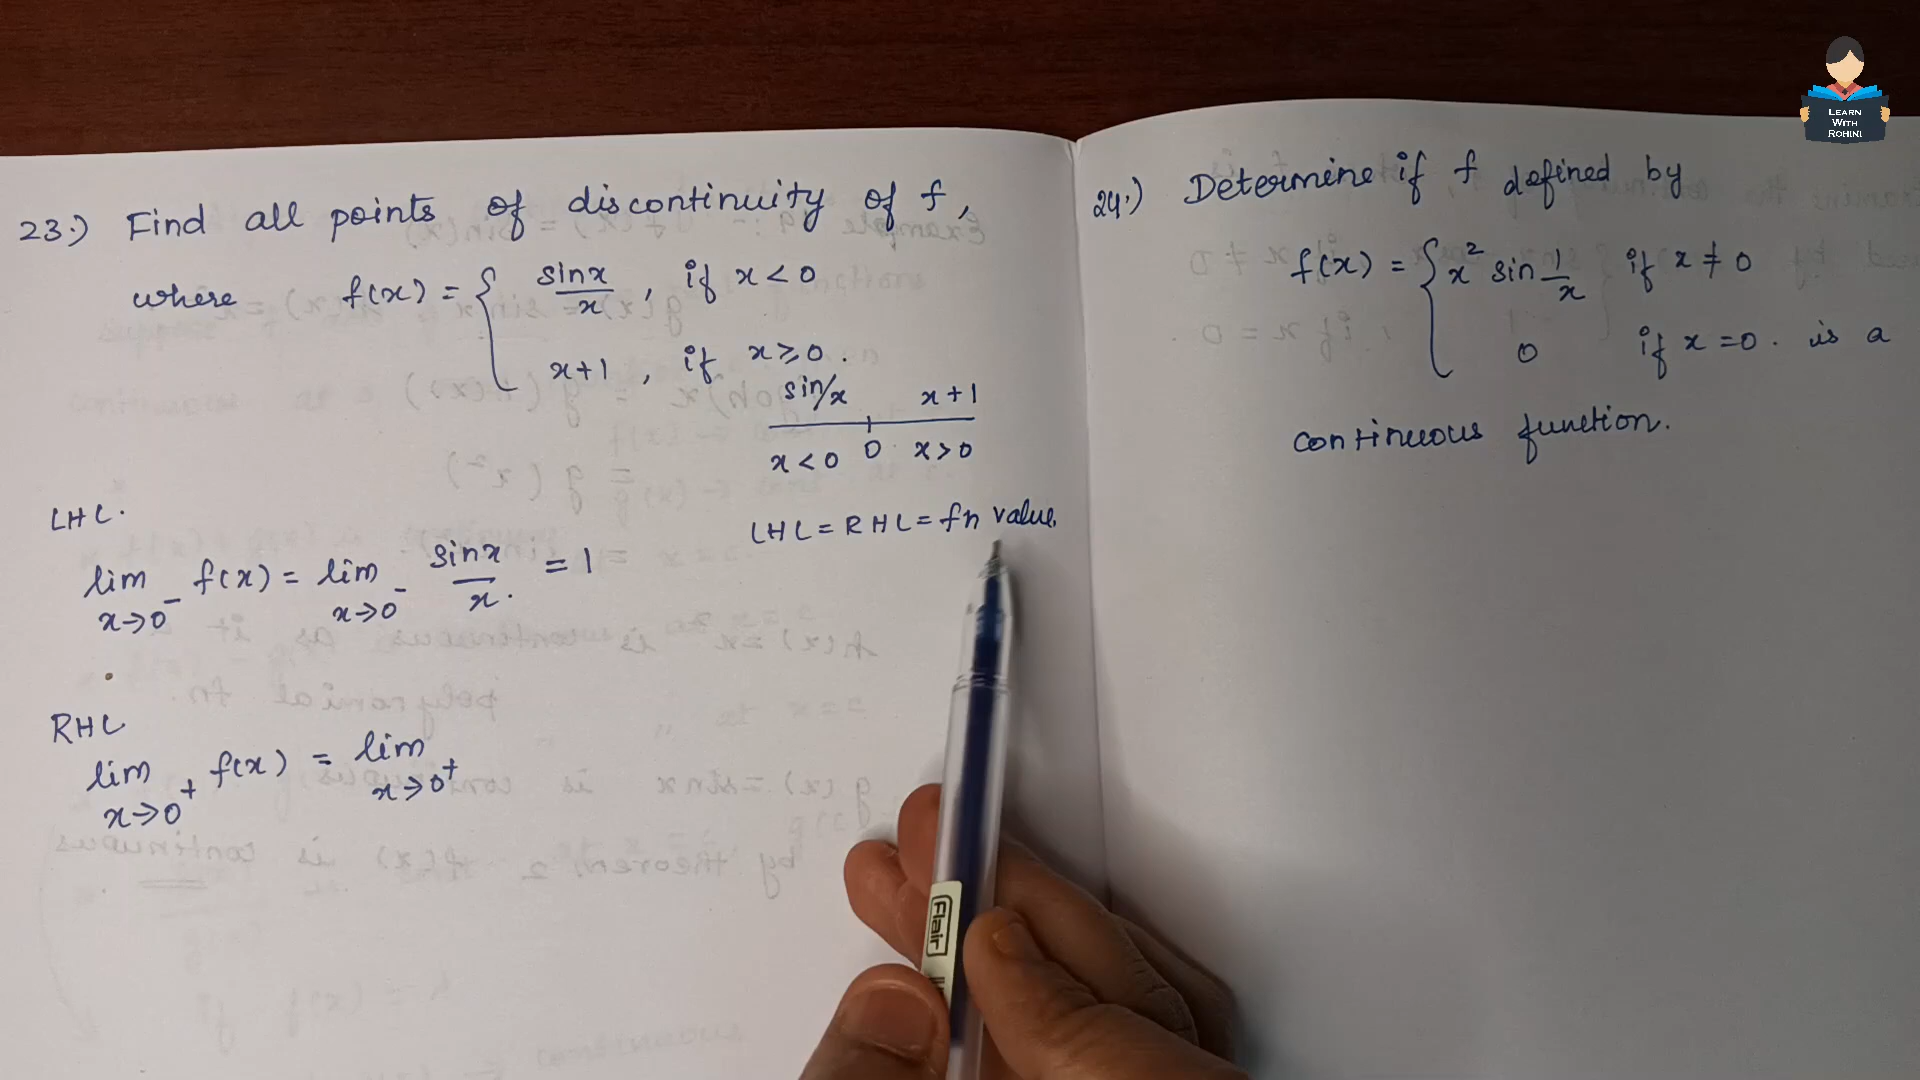 LEARN
WITH
ROHINI
23.) Find all points of discontinuity of f,
where f(x) = { sinx/x , if x < 0
x+1 , if x ≥ 0.
sin/x x+1
x < 0 0 x > 0
LHL.
LHL = RHL = fn value.
lim x→0⁻ f(x) = lim x→0⁻ sinx/x. = 1
RHL
lim x→0⁺ f(x) = lim x→0⁺
24.) Determine if f defined by
f(x) = { x² sin 1/x if x ≠ 0
0 if x = 0. is a
continuous function.
Flair